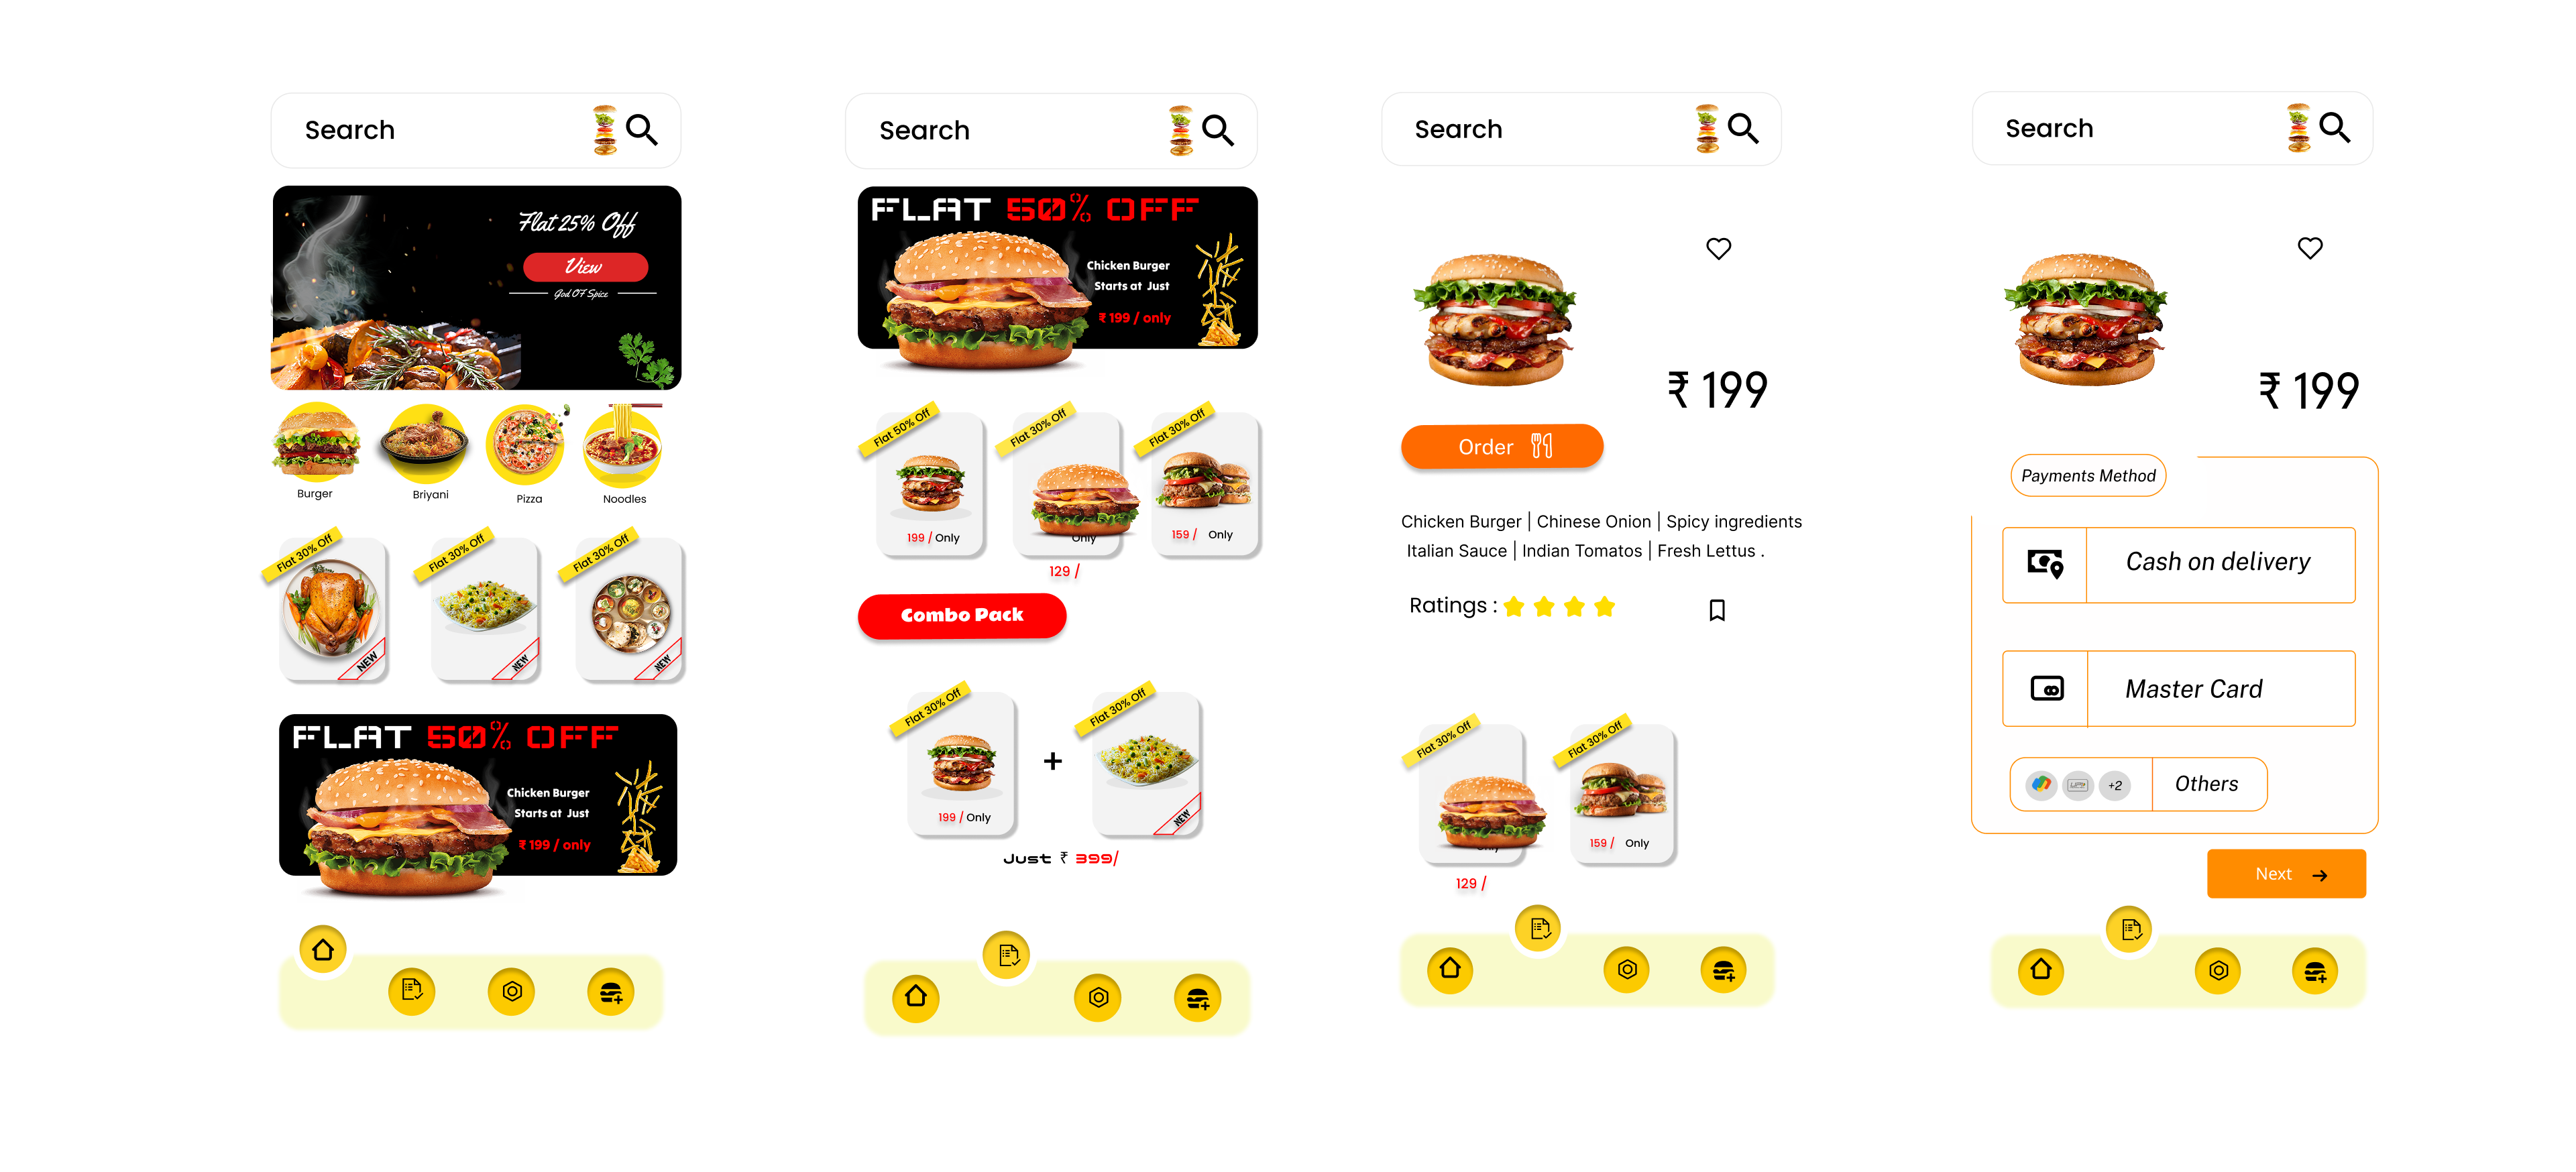 Search
Flat 25% Off
View
God OF Spice
Burger
Briyani
Pizza
Noodles
Flat 30% Off
Flat 30% Off
Flat 30% Off
NEW
NEW
NEW
FLAT 50% OFF
Chicken Burger
Starts at Just
₹ 199 / only
Search
FLAT 50% OFF
Chicken Burger
Starts at Just
₹ 199 / only
Flat 50% Off
Flat 30% Off
Flat 30% Off
199 / Only
Only
159 / Only
129 /
Combo Pack
Flat 30% Off
Flat 30% Off
+
199 / Only
NEW
Just ₹ 399/
Search
₹ 199
Order
Chicken Burger | Chinese Onion | Spicy ingredients
Italian Sauce | Indian Tomatos | Fresh Lettus .
Ratings :
Flat 30% Off
Flat 30% Off
Only
159 / Only
129 /
Search
₹ 199
Payments Method
Cash on delivery
Master Card
+2
Others
Next